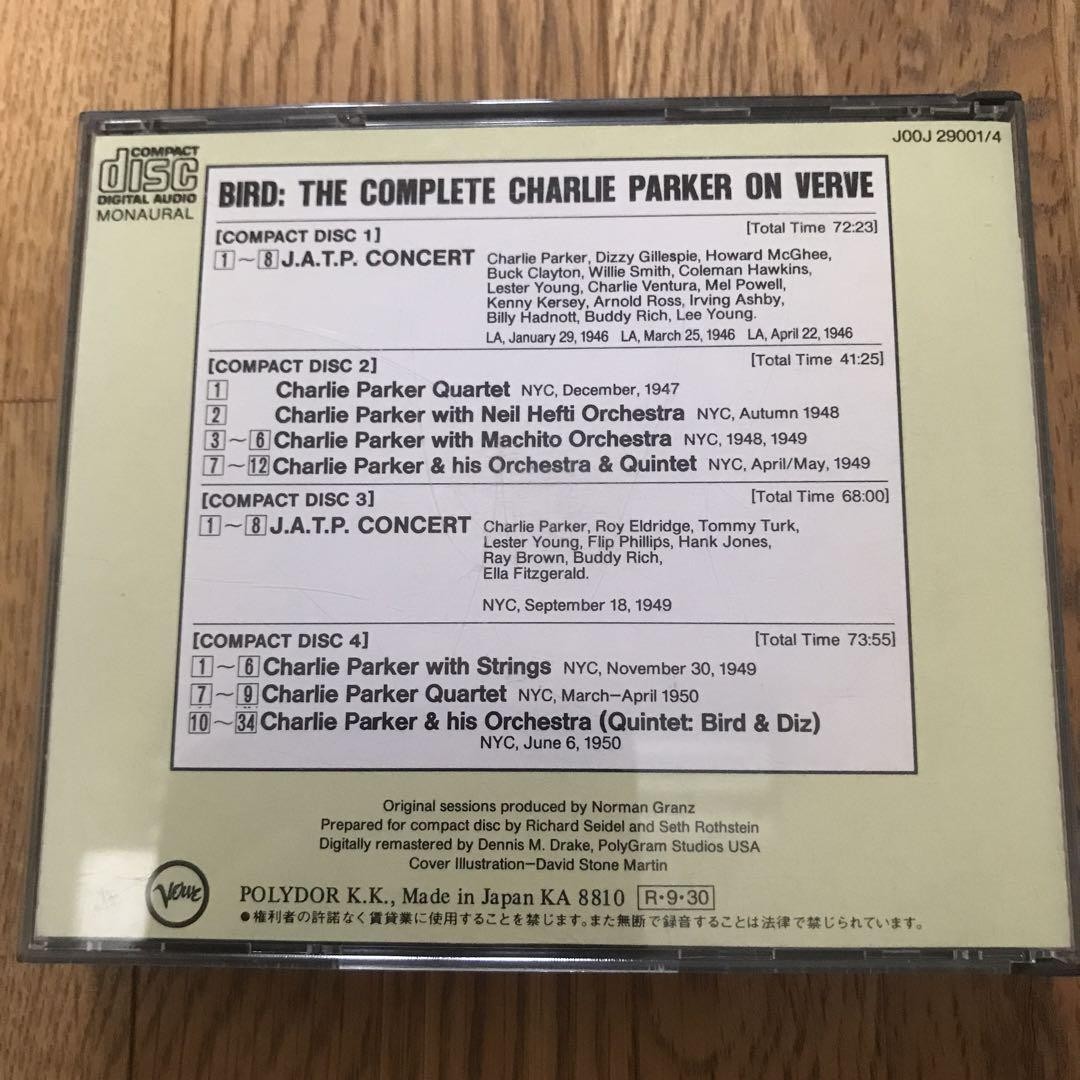 J00J 29001/4
COMPACT
disc
DIGITAL AUDIO
MONAURAL
BIRD: THE COMPLETE CHARLIE PARKER ON VERVE
[COMPACT DISC 1] [Total Time 72:23]
1~8 J.A.T.P. CONCERT Charlie Parker, Dizzy Gillespie, Howard McGhee,
Buck Clayton, Willie Smith, Coleman Hawkins,
Lester Young, Charlie Ventura, Mel Powell,
Kenny Kersey, Arnold Ross, Irving Ashby,
Billy Hadnott, Buddy Rich, Lee Young.
LA, January 29, 1946 LA, March 25, 1946 LA, April 22, 1946
[COMPACT DISC 2] [Total Time 41:25]
1 Charlie Parker Quartet NYC, December, 1947
2 Charlie Parker with Neil Hefti Orchestra NYC, Autumn 1948
3~6 Charlie Parker with Machito Orchestra NYC, 1948, 1949
7~12 Charlie Parker & his Orchestra & Quintet NYC, April/May, 1949
[COMPACT DISC 3] [Total Time 68:00]
1~8 J.A.T.P. CONCERT Charlie Parker, Roy Eldridge, Tommy Turk,
Lester Young, Flip Phillips, Hank Jones,
Ray Brown, Buddy Rich,
Ella Fitzgerald.
NYC, September 18, 1949
[COMPACT DISC 4] [Total Time 73:55]
1~6 Charlie Parker with Strings NYC, November 30, 1949
7~9 Charlie Parker Quartet NYC, March–April 1950
10~34 Charlie Parker & his Orchestra (Quintet: Bird & Diz)
NYC, June 6, 1950
Original sessions produced by Norman Granz
Prepared for compact disc by Richard Seidel and Seth Rothstein
Digitally remastered by Dennis M. Drake, PolyGram Studios USA
Cover Illustration–David Stone Martin
Verve
POLYDOR K.K., Made in Japan KA 8810 R・9・30
●権利者の許諾なく賃貸業に使用することを禁じます。また無断で録音することは法律で禁じられています。